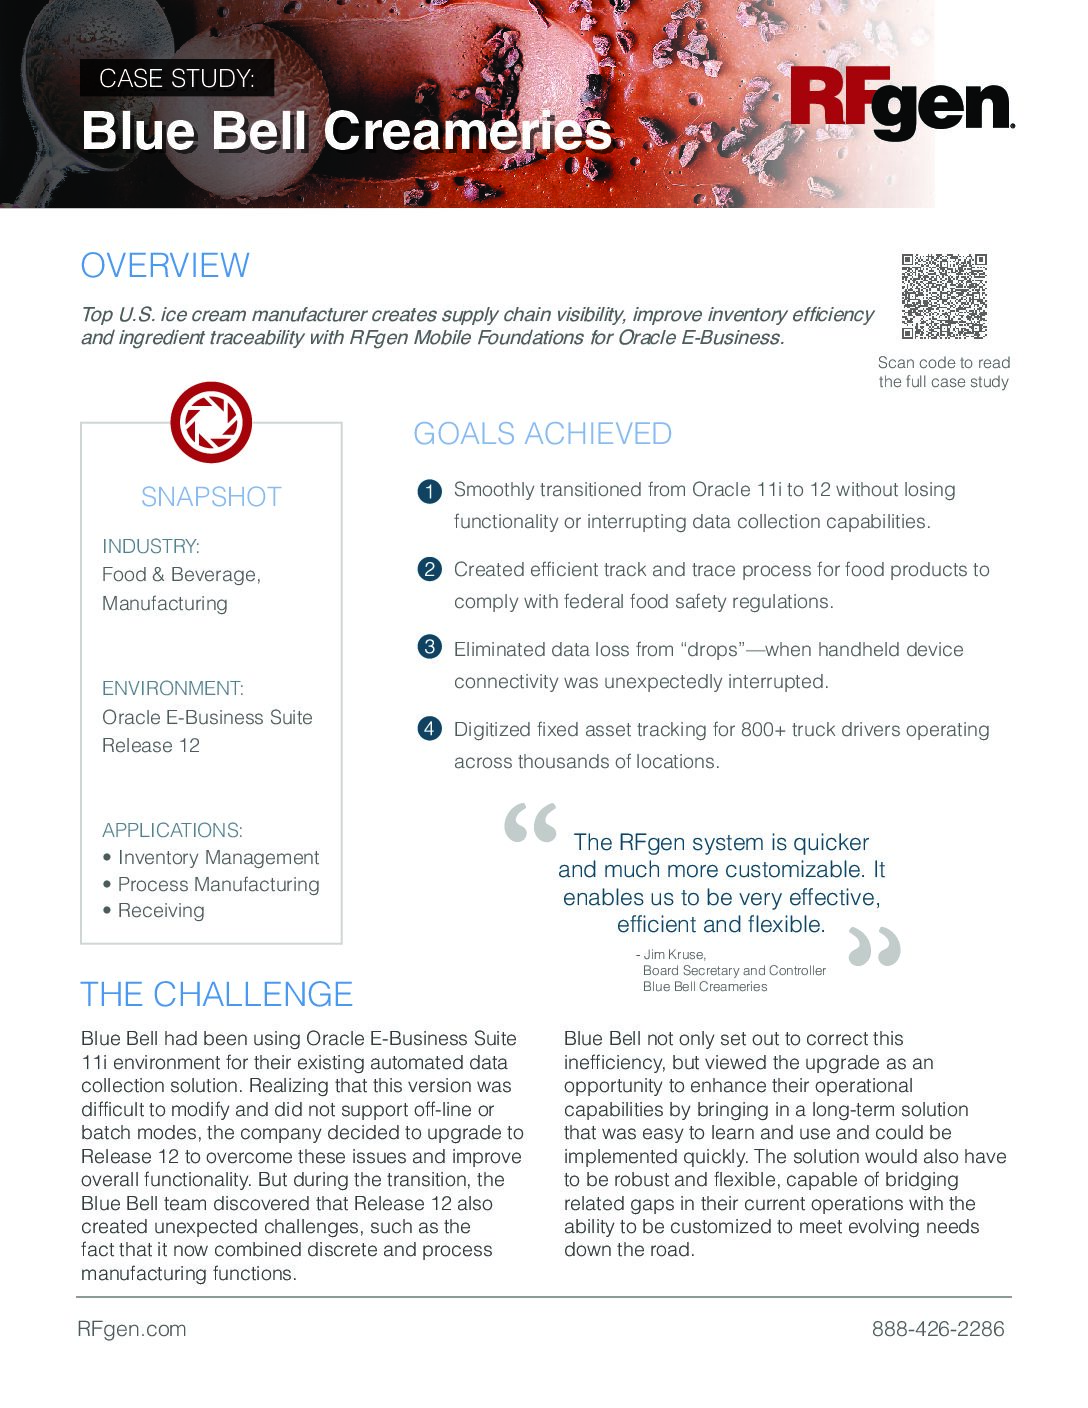 CASE STUDY:
Blue Bell Creameries
RFgen.
OVERVIEW
Top U.S. ice cream manufacturer creates supply chain visibility, improve inventory efficiency
and ingredient traceability with RFgen Mobile Foundations for Oracle E-Business.
Scan code to read
the full case study
SNAPSHOT
INDUSTRY:
Food & Beverage,
Manufacturing
ENVIRONMENT:
Oracle E-Business Suite
Release 12
APPLICATIONS:
• Inventory Management
• Process Manufacturing
• Receiving
GOALS ACHIEVED
1 Smoothly transitioned from Oracle 11i to 12 without losing
functionality or interrupting data collection capabilities.
2 Created efficient track and trace process for food products to
comply with federal food safety regulations.
3 Eliminated data loss from “drops”—when handheld device
connectivity was unexpectedly interrupted.
4 Digitized fixed asset tracking for 800+ truck drivers operating
across thousands of locations.
“ The RFgen system is quicker
and much more customizable. It
enables us to be very effective,
efficient and flexible. ”
- Jim Kruse,
Board Secretary and Controller
Blue Bell Creameries
THE CHALLENGE
Blue Bell had been using Oracle E-Business Suite
11i environment for their existing automated data
collection solution. Realizing that this version was
difficult to modify and did not support off-line or
batch modes, the company decided to upgrade to
Release 12 to overcome these issues and improve
overall functionality. But during the transition, the
Blue Bell team discovered that Release 12 also
created unexpected challenges, such as the
fact that it now combined discrete and process
manufacturing functions.
Blue Bell not only set out to correct this
inefficiency, but viewed the upgrade as an
opportunity to enhance their operational
capabilities by bringing in a long-term solution
that was easy to learn and use and could be
implemented quickly. The solution would also have
to be robust and flexible, capable of bridging
related gaps in their current operations with the
ability to be customized to meet evolving needs
down the road.
RFgen.com
888-426-2286